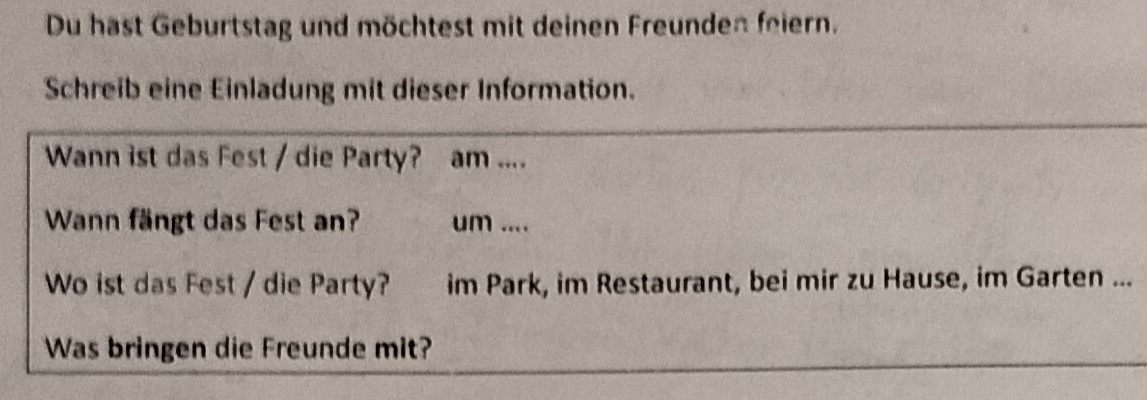 Du hast Geburtstag und möchtest mit deinen Freunden feiern.
Schreib eine Einladung mit dieser Information.
Wann ist das Fest / die Party? am ....
Wann fängt das Fest an? um ....
Wo ist das Fest / die Party? im Park, im Restaurant, bei mir zu Hause, im Garten ...
Was bringen die Freunde mit?